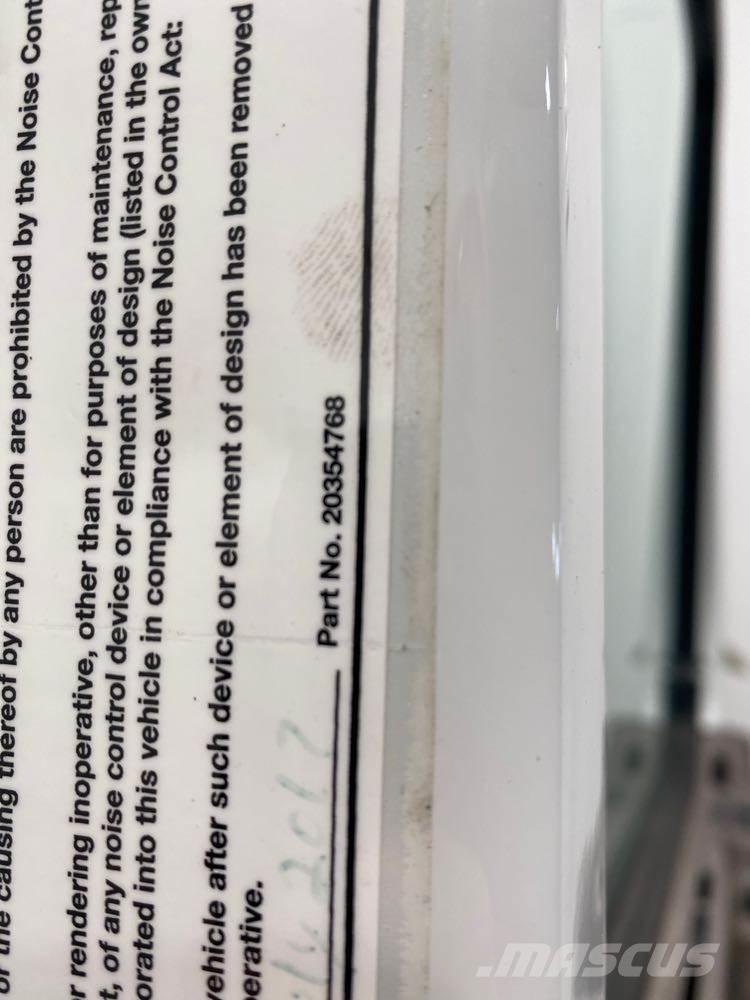 or the causing thereof by any person are prohibited by the Noise Cont
r rendering inoperative, other than for purposes of maintenance, rep
t, of any noise control device or element of design (listed in the own
orated into this vehicle in compliance with the Noise Control Act:
vehicle after such device or element of design has been removed
perative.
Part No. 20354768
MASCUS